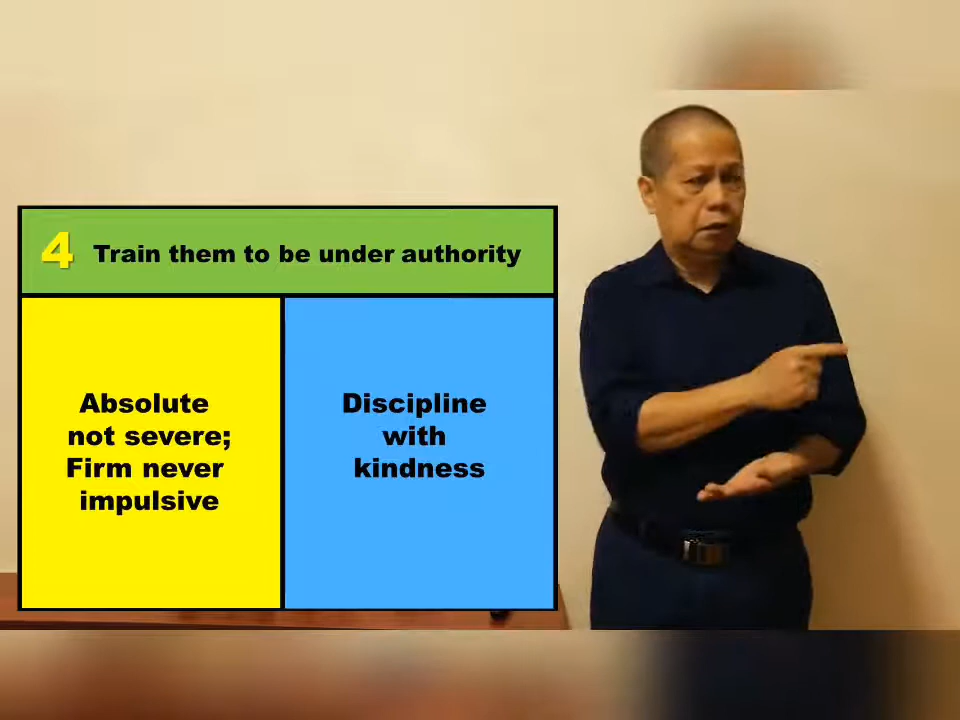 4 Train them to be under authority
Absolute
not severe;
Firm never
impulsive
Discipline
with
kindness